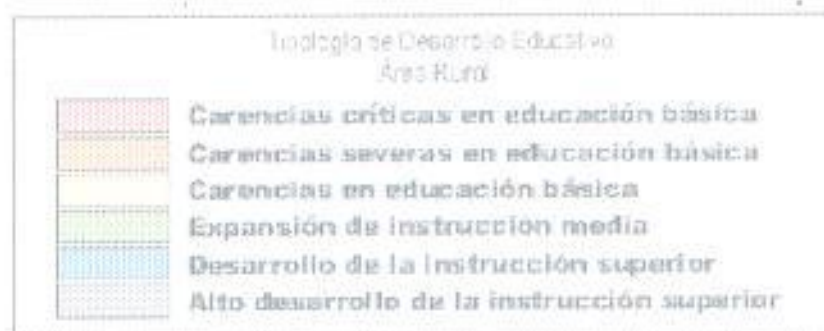 Tipología de Desarrollo Educativo
Área Rural
Carencias críticas en educación básica
Carencias severas en educación básica
Carencias en educación básica
Expansión de instrucción media
Desarrollo de la instrucción superior
Alto desarrollo de la instrucción superior